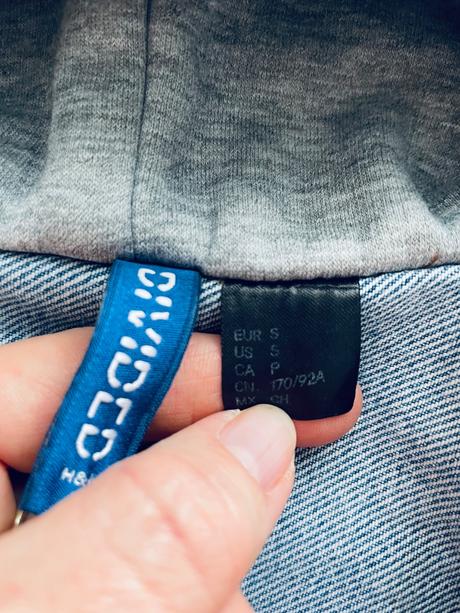 DIVIDED
H&
EUR S
US S
CA P
CN. 170/92A
MX CH